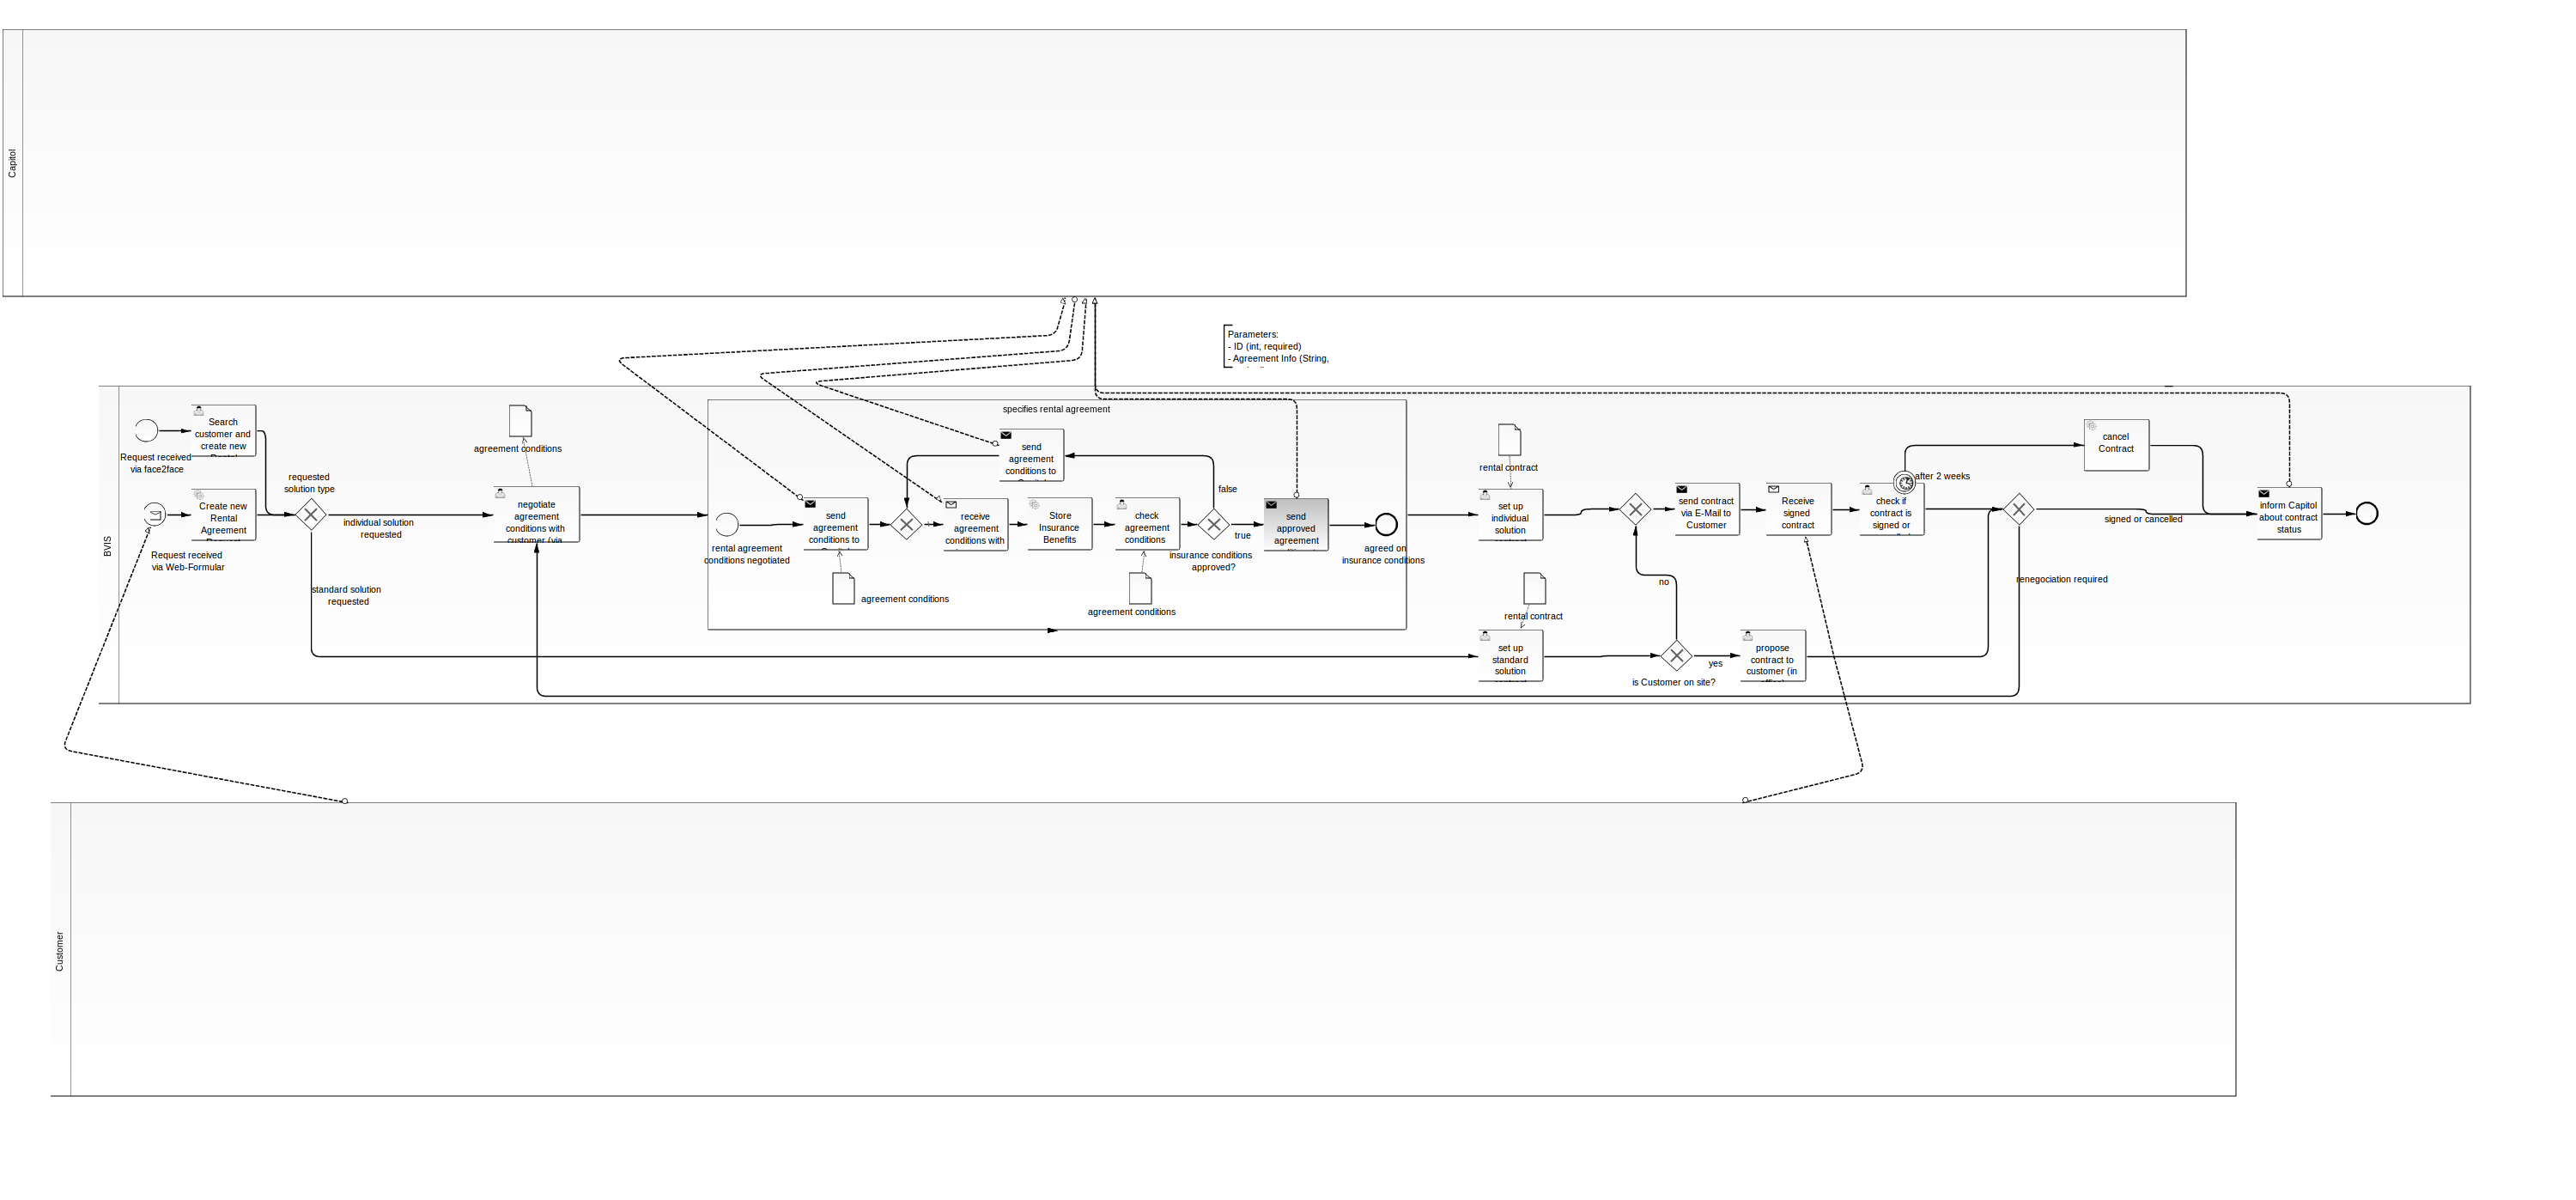 Capitol
Parameters:
- ID (int, required)
- Agreement Info (String,
BVIS
Request received
via face2face
Search
customer and
create new
Request received
via Web-Formular
Create new
Rental
Agreement
requested
solution type
individual solution
requested
standard solution
requested
agreement conditions
negotiate
agreement
conditions with
customer (via
specifies rental agreement
rental agreement
conditions negotiated
send
agreement
conditions to
agreement conditions
send
agreement
conditions to
receive
agreement
conditions with
Store
Insurance
Benefits
check
agreement
conditions
agreement conditions
false
true
insurance conditions
approved?
send
approved
agreement
agreed on
insurance conditions
rental contract
set up
individual
solution
rental contract
set up
standard
solution
no
yes
is Customer on site?
propose
contract to
customer (in
send contract
via E-Mail to
Customer
Receive
signed
contract
check if
contract is
signed or
after 2 weeks
cancel
Contract
signed or cancelled
renegociation required
inform Capitol
about contract
status
Customer